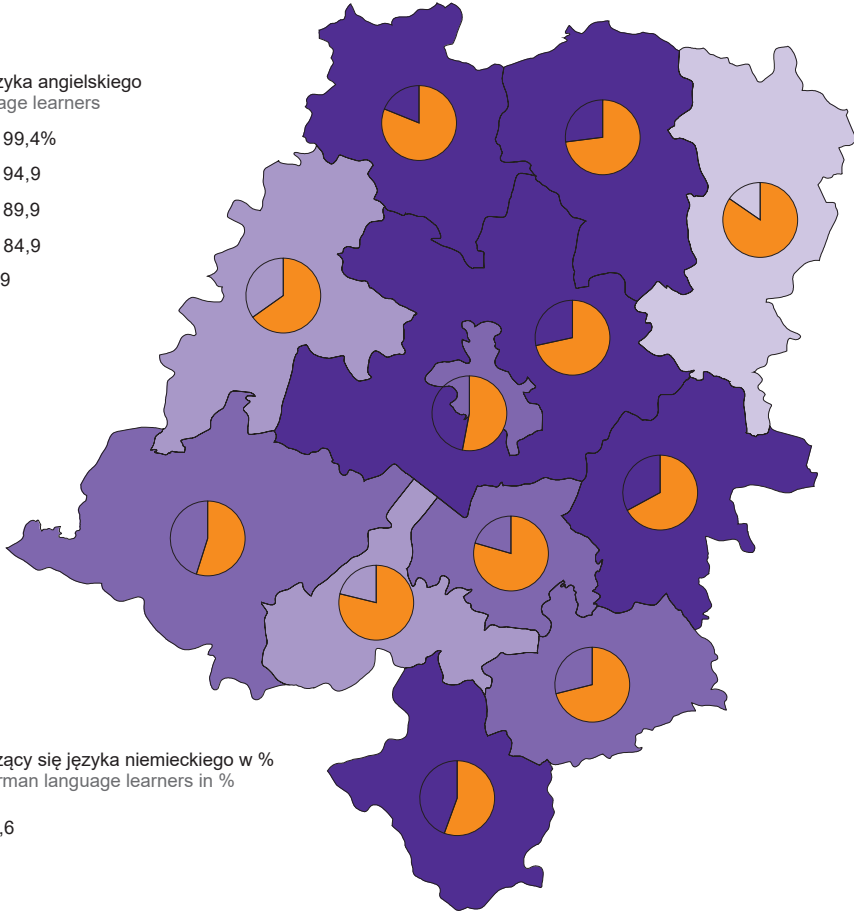 zyka angielskiego
age learners
99,4%
94,9
89,9
84,9
9
zący się języka niemieckiego w %
rman language learners in %
,6